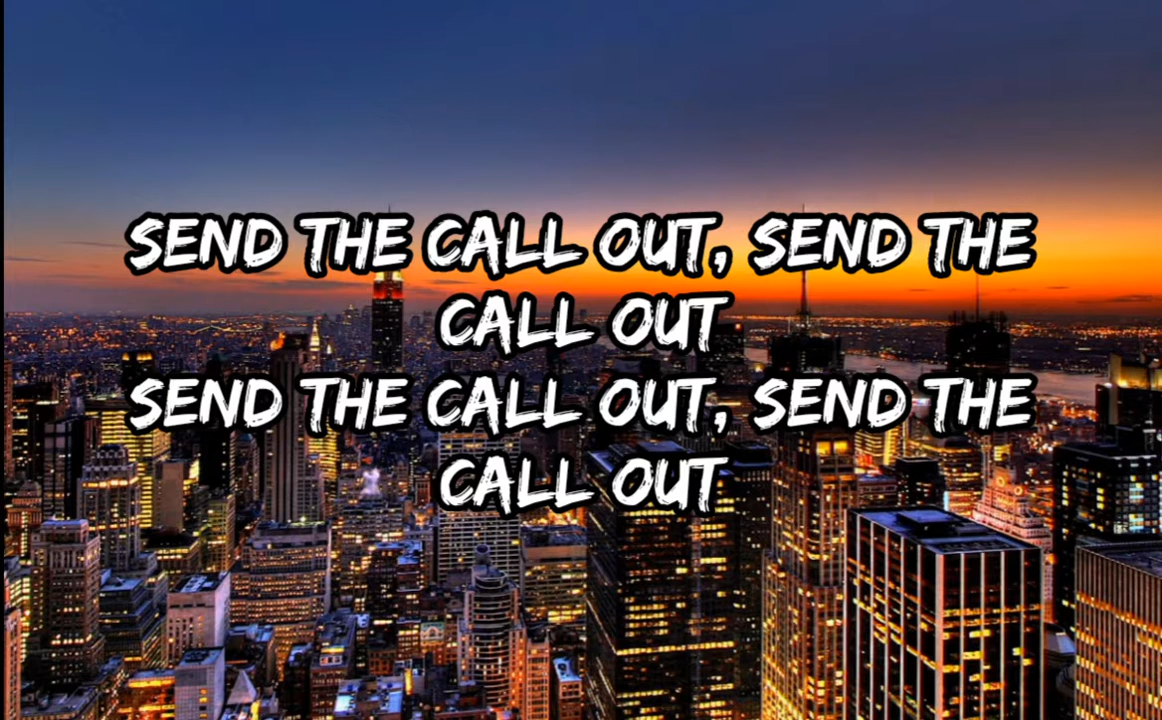 SEND THE CALL OUT, SEND THE
CALL OUT
SEND THE CALL OUT, SEND THE
CALL OUT